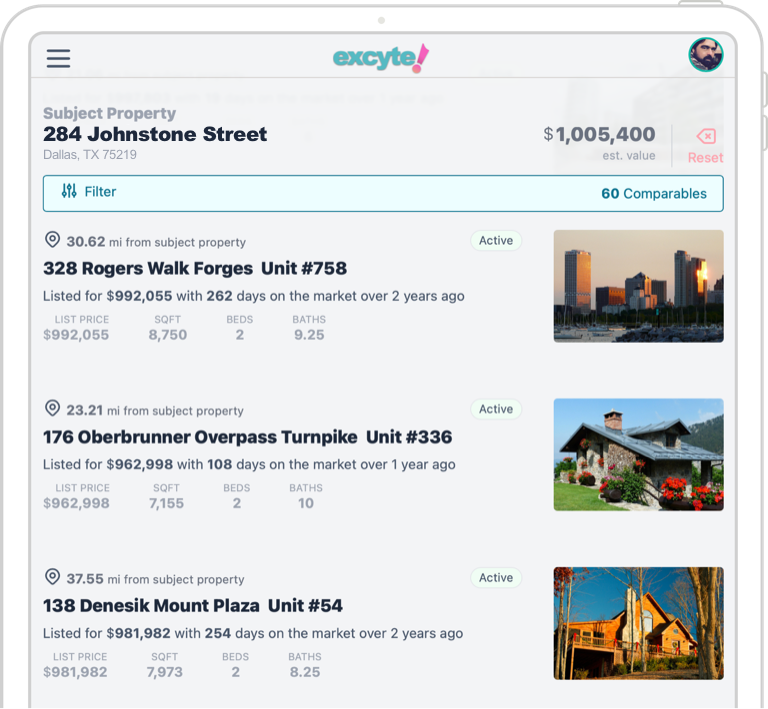 excyte!
Subject Property
284 Johnstone Street
$1,005,400
Dallas, TX 75219
est. value
Reset
Filter
60 Comparables
30.62 mi from subject property
Active
328 Rogers Walk Forges Unit #758
Listed for $992,055 with 262 days on the market over 2 years ago
LIST PRICE SQFT BEDS BATHS
$992,055 8,750 2 9.25
23.21 mi from subject property
Active
176 Oberbrunner Overpass Turnpike Unit #336
Listed for $962,998 with 108 days on the market over 1 year ago
LIST PRICE SQFT BEDS BATHS
$962,998 7,155 2 10
37.55 mi from subject property
Active
138 Denesik Mount Plaza Unit #54
Listed for $981,982 with 254 days on the market over 2 years ago
LIST PRICE SQFT BEDS BATHS
$981,982 7,973 2 8.25